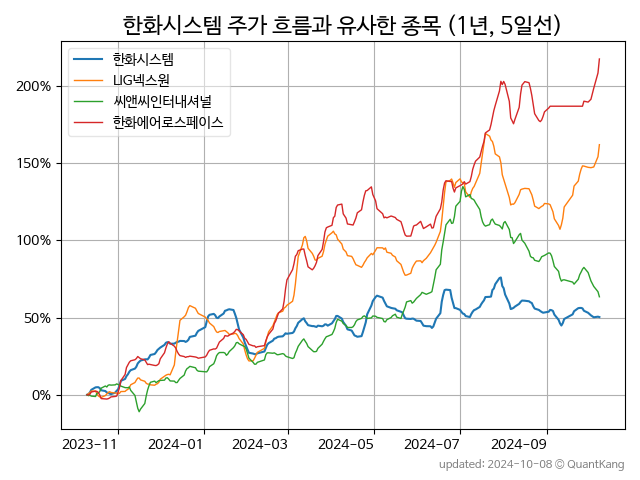 한화시스템 주가 흐름과 유사한 종목 (1년, 5일선)
한화시스템
LIG넥스원
씨앤씨인터내셔널
한화에어로스페이스
200%
150%
100%
50%
0%
2023-11 2024-01 2024-03 2024-05 2024-07 2024-09
updated: 2024-10-08 © QuantKang